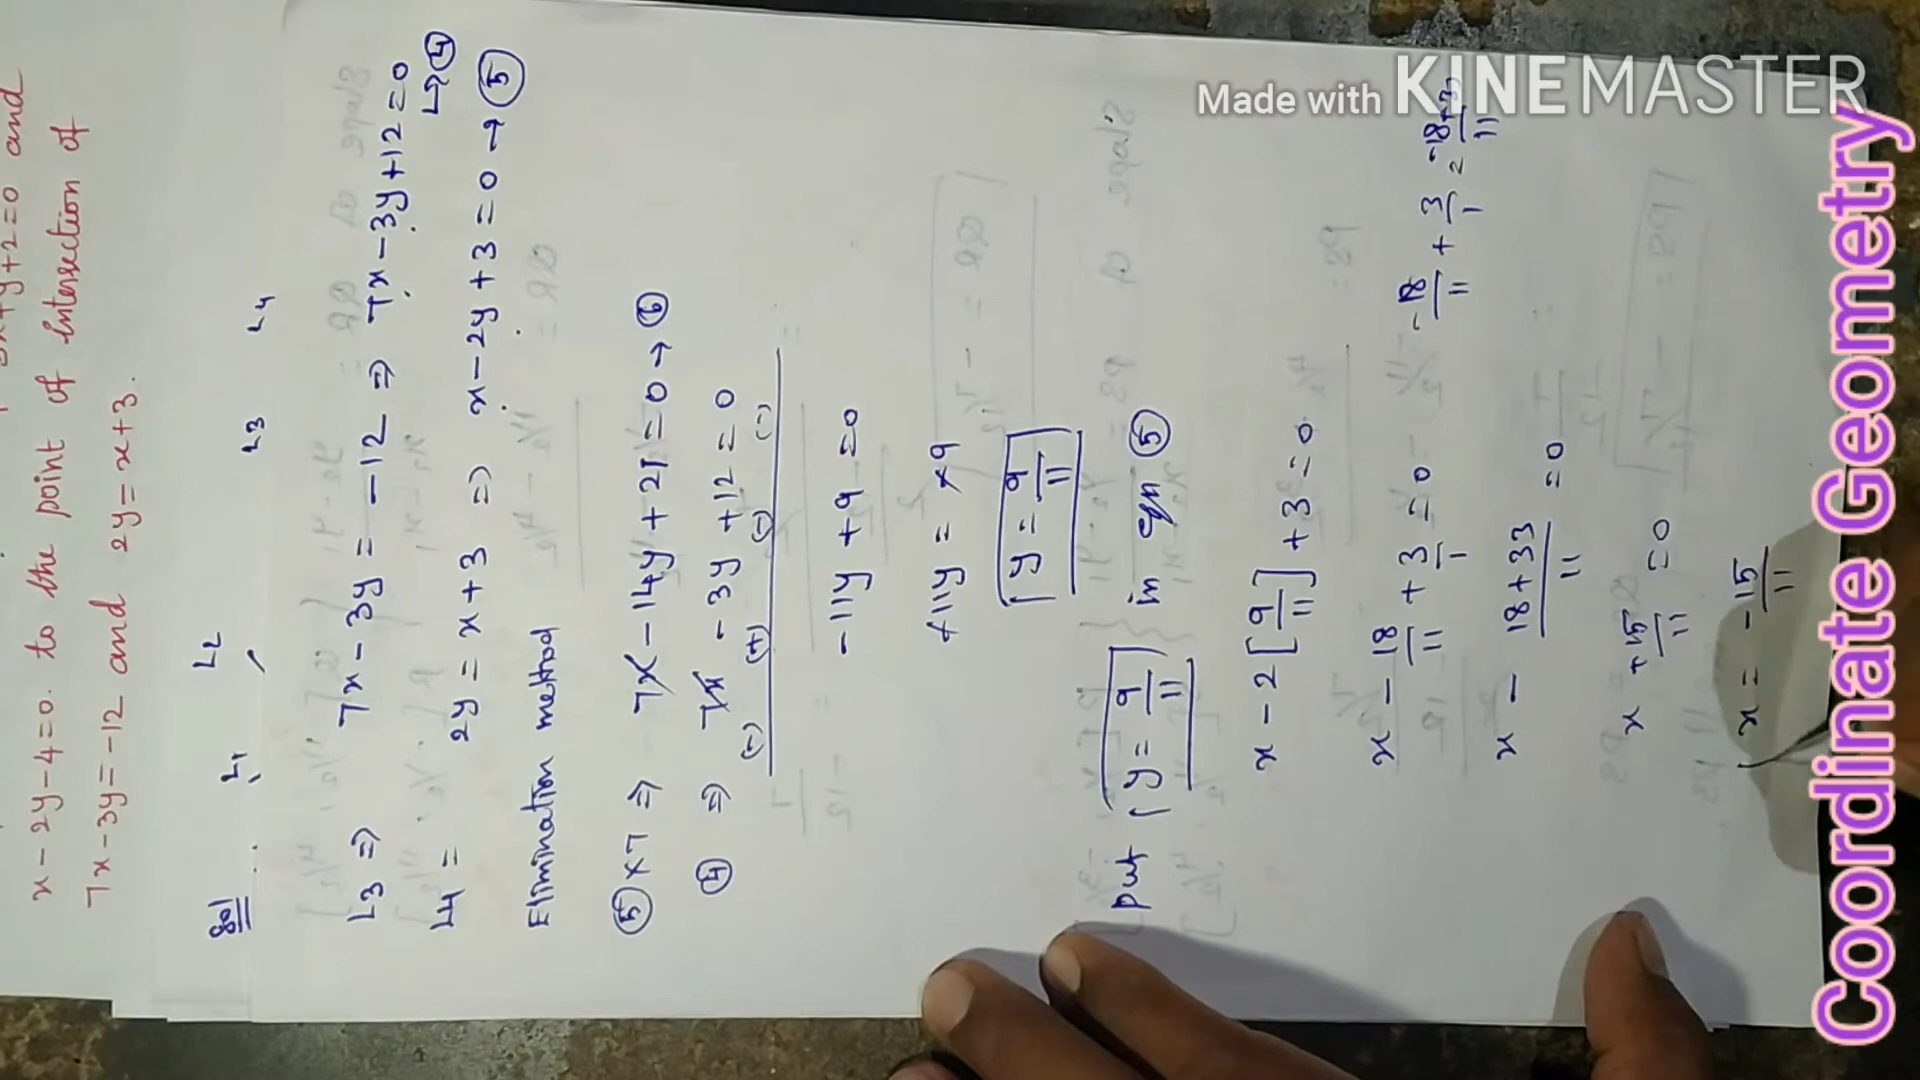 3x+y+2=0 and
x-2y-4=0. to the point of intersection of
7x-3y=-12 and 2y=x+3.
Sol L1 L2 L3 L4
L3 ⇒ 7x-3y=-12 ⇒ 7x-3y+12=0
↳④
L4 = 2y=x+3 ⇒ x-2y+3=0 → ⑤
Elimination method
⑤×7 ⇒ 7x-14y+21=0 → ⑥
④ ⇒ 7x-3y+12=0
(-) (+) (-) (-)
-11y+9=0
+11y = +9
y = 9/11
put y = 9/11 in eqn ⑤
x-2[9/11]+3=0
x - 18/11 + 3/1 = 0 -18/11 + 3/1 = -18+33/11
x - 18+33/11 = 0
x + 15/11 = 0
x = -15/11
Made with KINEMASTER
Coordinate Geometry